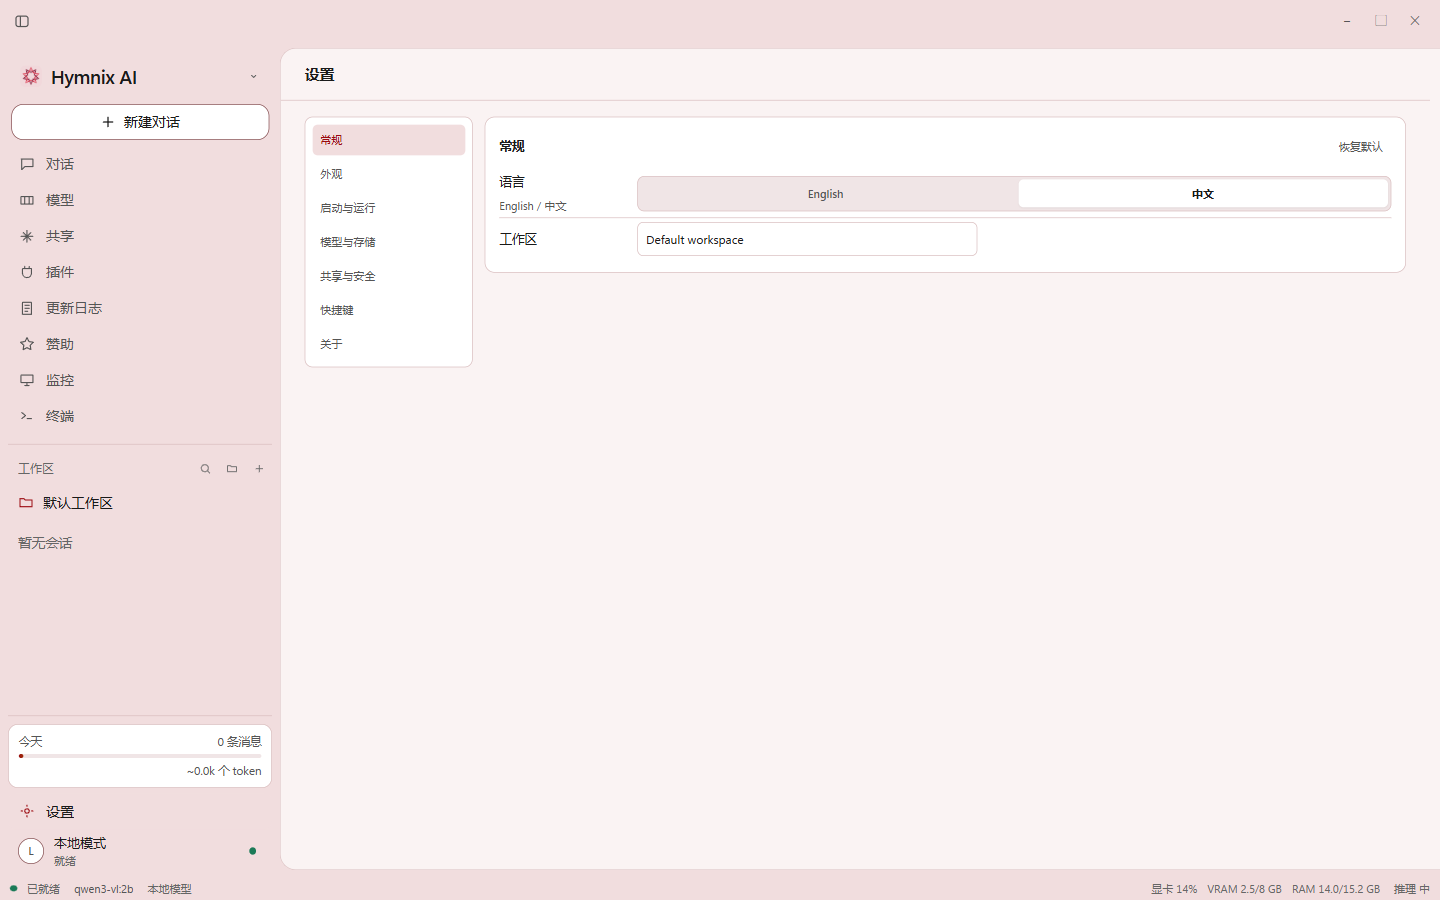 Hymnix AI
新建对话
对话
模型
共享
插件
更新日志
赞助
监控
终端
工作区
默认工作区
暂无会话
今天 0 条消息
~0.0k 个 token
设置
L
本地模式
就绪
设置
常规
外观
启动与运行
模型与存储
共享与安全
快捷键
关于
常规 恢复默认
语言
English / 中文
English 中文
工作区 Default workspace
已就绪 qwen3-vl:2b 本地模型 显卡 14% VRAM 2.5/8 GB RAM 14.0/15.2 GB 推理 中